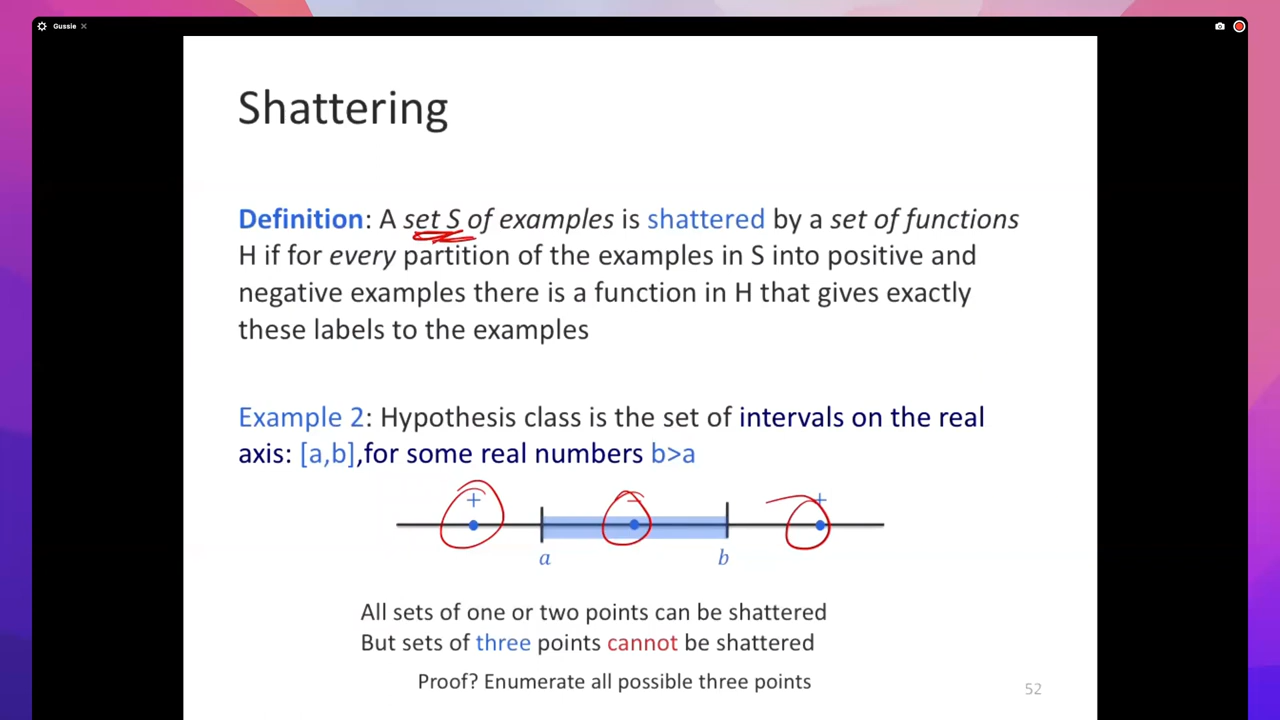 Gussie
Shattering
Definition: A set S of examples is shattered by a set of functions
H if for every partition of the examples in S into positive and
negative examples there is a function in H that gives exactly
these labels to the examples
Example 2: Hypothesis class is the set of intervals on the real
axis: [a,b],for some real numbers b>a
+ − +
a b
All sets of one or two points can be shattered
But sets of three points cannot be shattered
Proof? Enumerate all possible three points
52